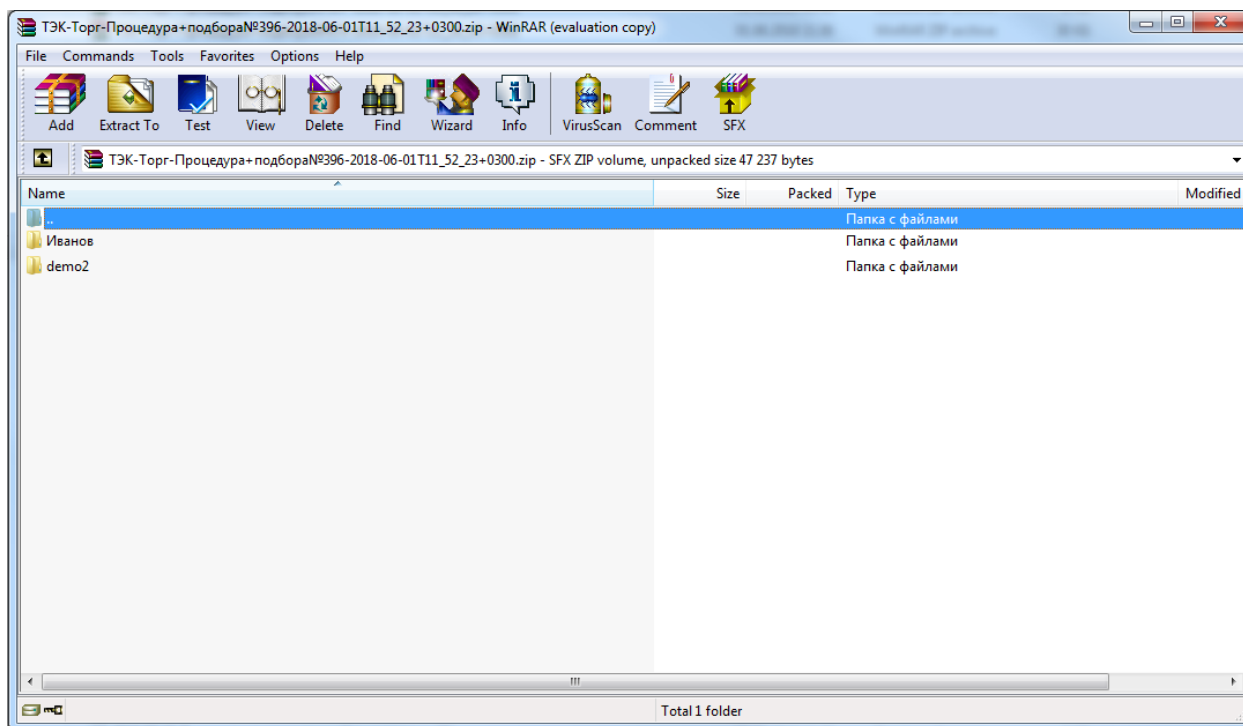 ТЭК-Торг-Процедура+подбора№396-2018-06-01T11_52_23+0300.zip - WinRAR (evaluation copy)
File Commands Tools Favorites Options Help
Add Extract To Test View Delete Find Wizard Info VirusScan Comment SFX
ТЭК-Торг-Процедура+подбора№396-2018-06-01T11_52_23+0300.zip - SFX ZIP volume, unpacked size 47 237 bytes
Name Size Packed Type Modified
.. Папка с файлами
Иванов Папка с файлами
demo2 Папка с файлами
Total 1 folder